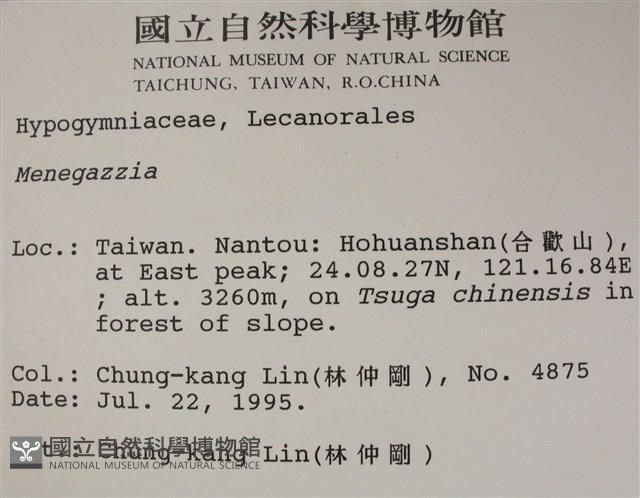 國立自然科學博物館
NATIONAL MUSEUM OF NATURAL SCIENCE
TAICHUNG, TAIWAN, R.O.CHINA
Hypogymniaceae, Lecanorales
Menegazzia
Loc.: Taiwan. Nantou: Hohuanshan(合歡山),
at East peak; 24.08.27N, 121.16.84E
; alt. 3260m, on Tsuga chinensis in
forest of slope.
Col.: Chung-kang Lin(林仲剛), No. 4875
Date: Jul. 22, 1995.
Chung-kang Lin(林仲剛)
國立自然科學博物館
NATIONAL MUSEUM OF NATURAL SCIENCE